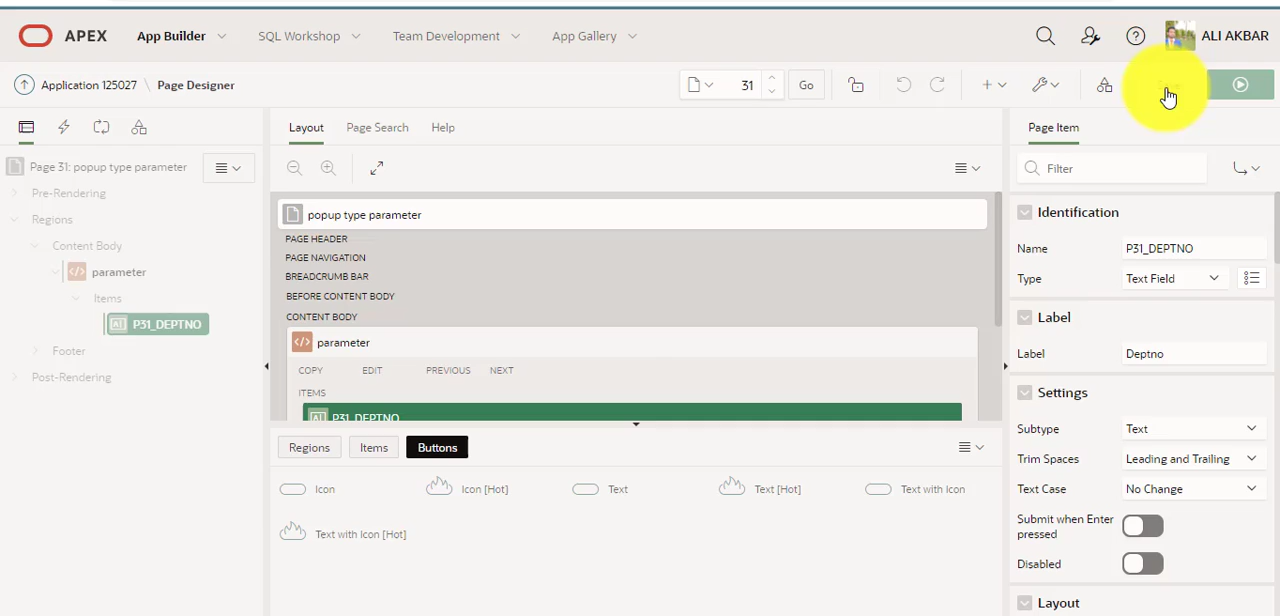 APEX App Builder SQL Workshop Team Development App Gallery ALI AKBAR
Application 125027 \ Page Designer 31 Go
Layout Page Search Help Page Item
Page 31: popup type parameter
Filter
Pre-Rendering
Regions
Content Body
parameter
Items
P31_DEPTNO
Footer
Post-Rendering
popup type parameter
PAGE HEADER
PAGE NAVIGATION
BREADCRUMB BAR
BEFORE CONTENT BODY
CONTENT BODY
parameter
COPY EDIT PREVIOUS NEXT
ITEMS
P31_DEPTNO
Regions Items Buttons
Icon Icon [Hot] Text Text [Hot] Text with Icon
Text with Icon [Hot]
Identification
Name P31_DEPTNO
Type Text Field
Label
Label Deptno
Settings
Subtype Text
Trim Spaces Leading and Trailing
Text Case No Change
Submit when Enter
pressed
Disabled
Layout